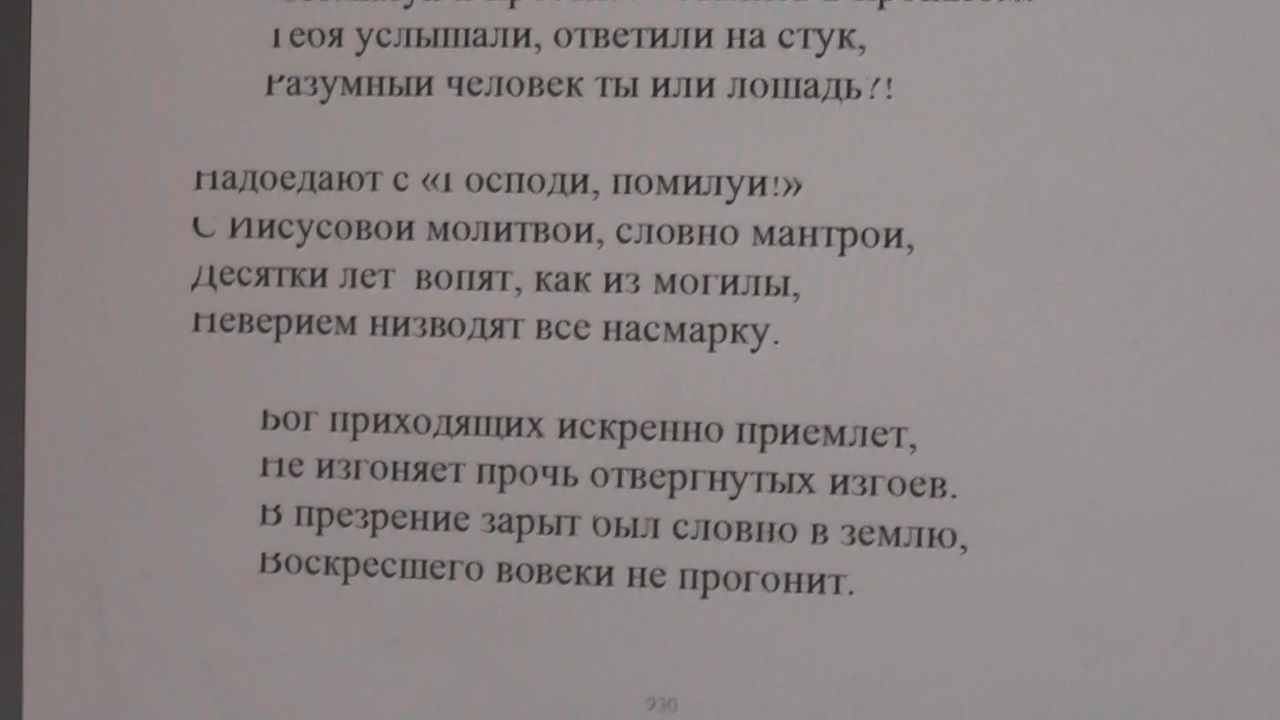 Тебя услышали, ответили на стук,
Разумный человек ты или лошадь?!
Надоедают с «Господи, помилуй!»
С Иисусовой молитвой, словно мантрой,
Десятки лет вопят, как из могилы,
Неверием низводят все насмарку.
Бог приходящих искренно приемлет,
Не изгоняет прочь отвергнутых изгоев.
В презрение зарыт был словно в землю,
Воскресшего вовеки не прогонит.
930